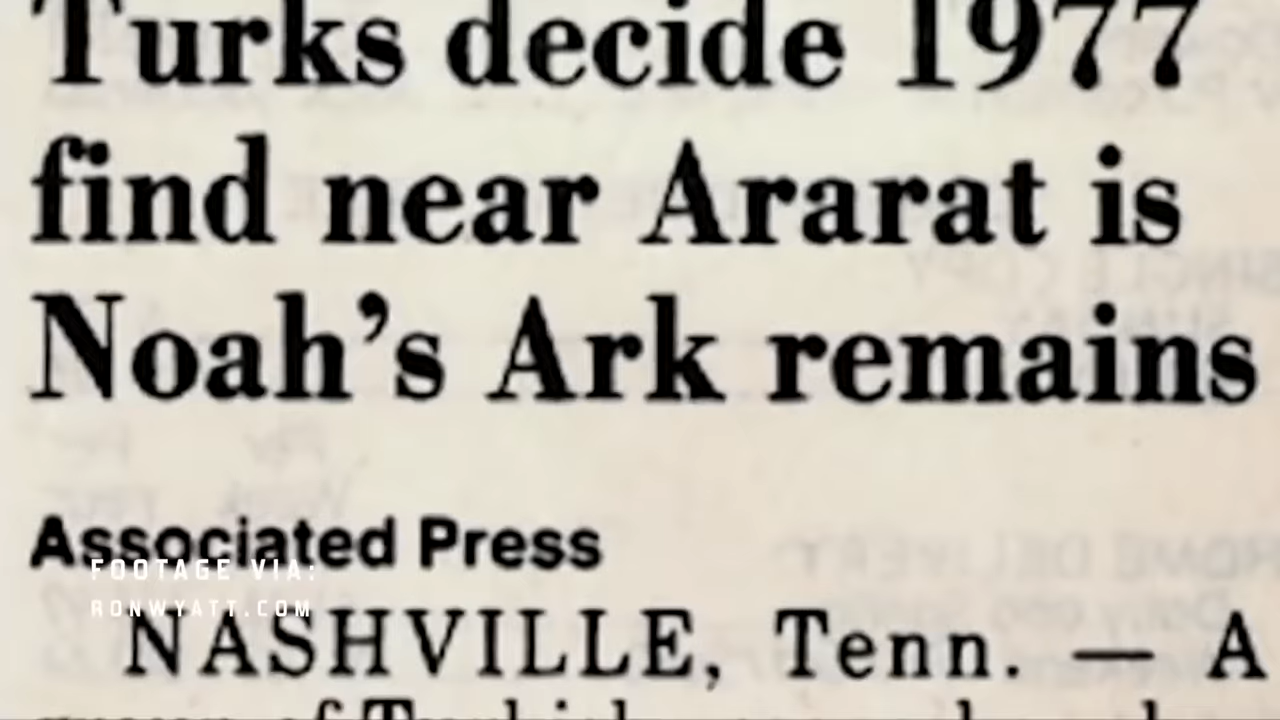 Turks decide 1977
find near Ararat is
Noah's Ark remains
Associated Press
FOOTAGE VIA:
RONWYATT.COM
NASHVILLE, Tenn. — A